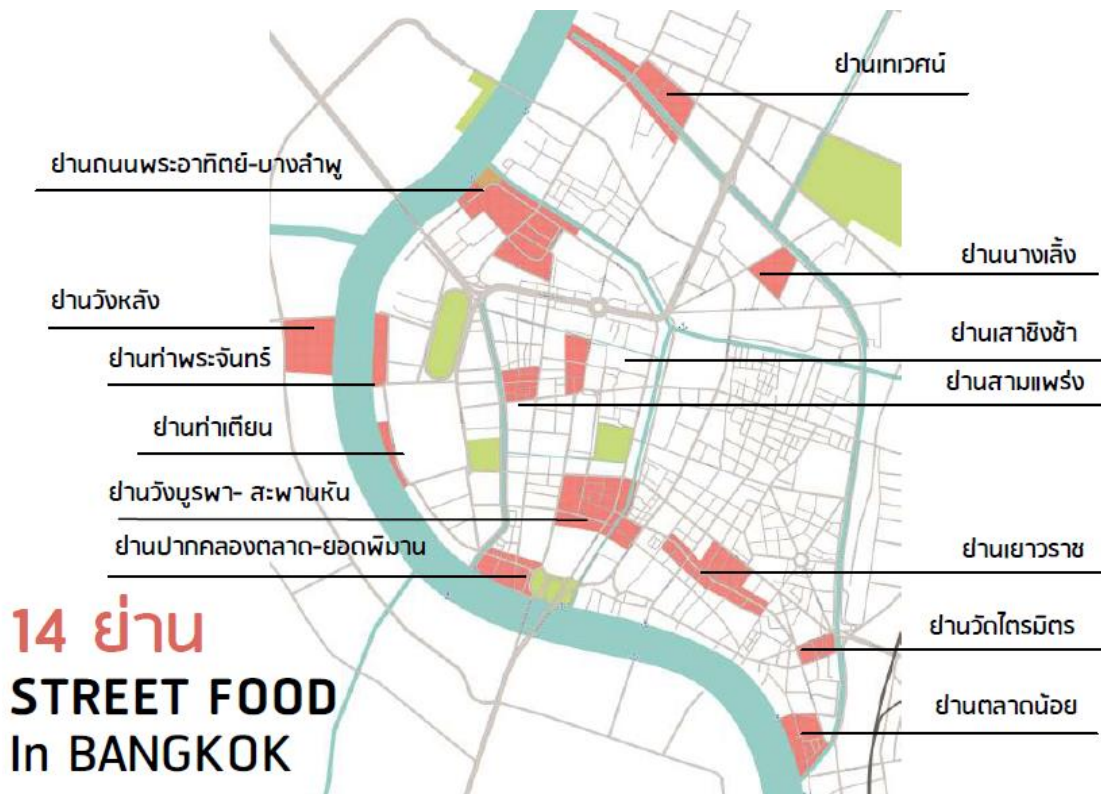 ย่านเทเวศน์
ย่านถนนพระอาทิตย์-บางลำพู
ย่านนางเลิ้ง
ย่านวังหลัง
ย่านเสาชิงช้า
ย่านท่าพระจันทร์
ย่านสามแพร่ง
ย่านท่าเตียน
ย่านวังบูรพา- สะพานหัน
ย่านปากคลองตลาด-ยอดพิมาน
ย่านเยาวราช
14 ย่าน
STREET FOOD
In BANGKOK
ย่านวัดไตรมิตร
ย่านตลาดน้อย